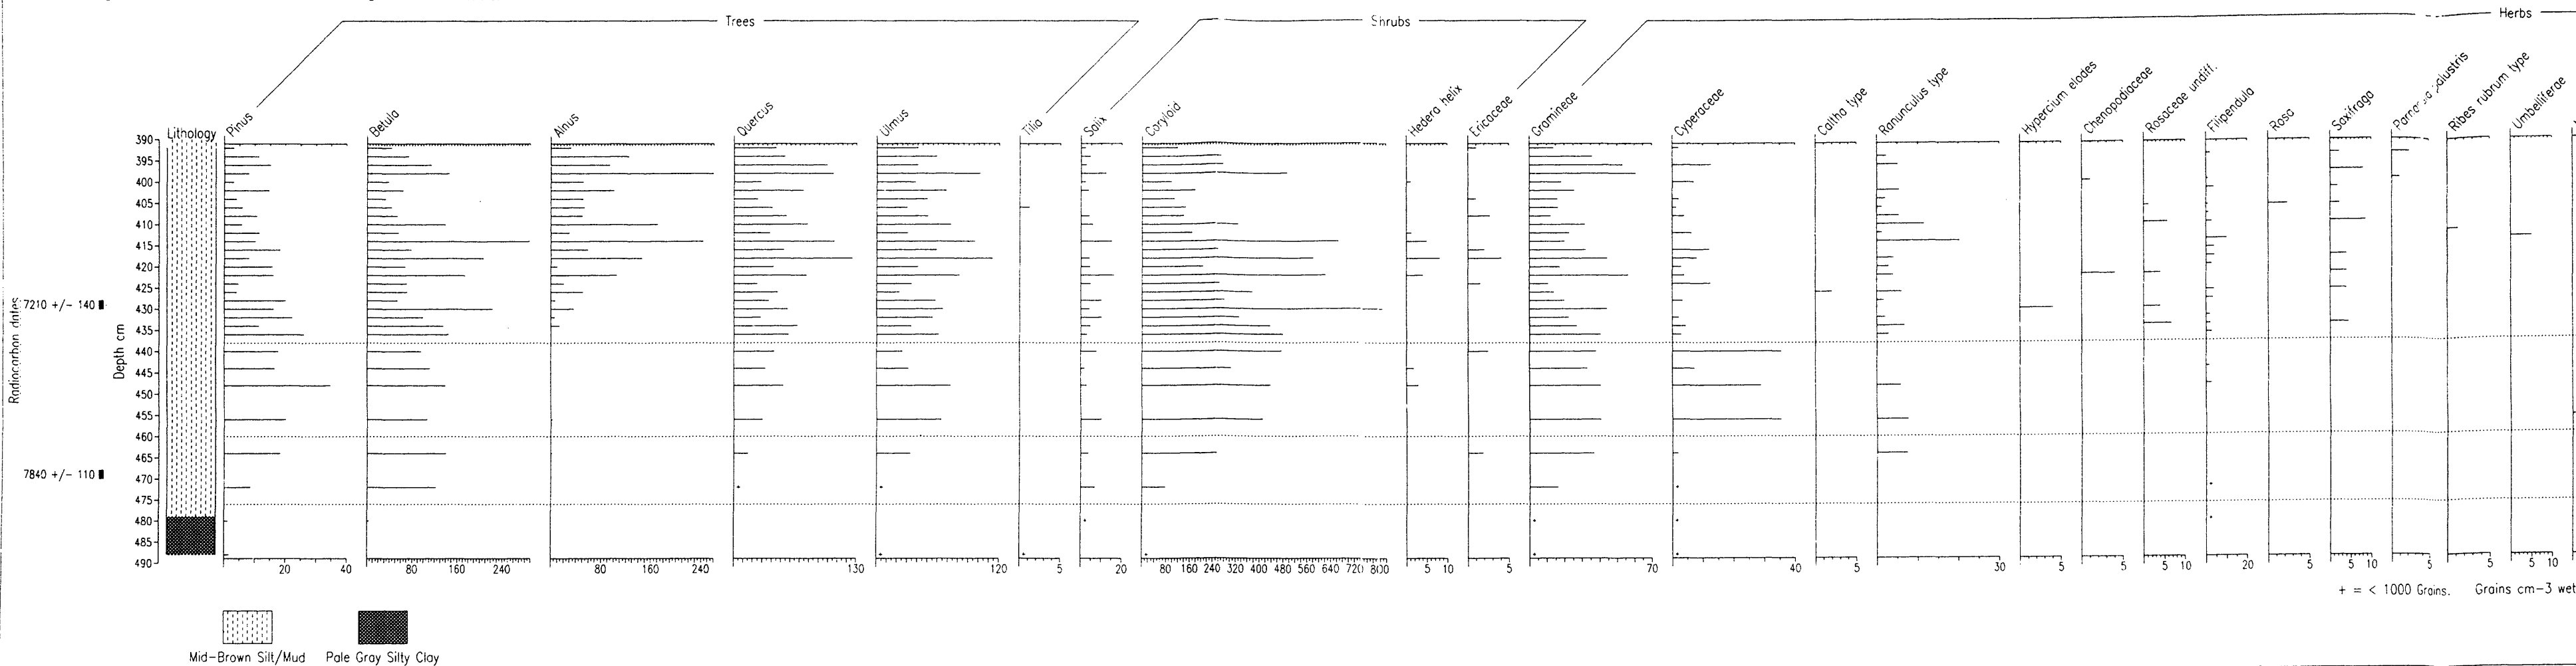 Trees Shrubs Herbs
Lithology Pinus Betula Alnus Quercus Ulmus Tilia Salix Coryloid Hedera helix Ericaceae Gramineae Cyperaceae Caltha type Ranunculus type Hypercium elodes Chenopodiaceae Rosaceae undiff. Filipendula Rosa Saxifraga Ribes rubrum type Umbelliferae
Radiocarbon dates
Depth cm
390
395
400
405
410
415
420
425
7210 +/- 140 430
435
440
445
450
455
460
465
7840 +/- 110 470
475
480
485
490
20 40 80 160 240 80 160 240 130 120 5 20 80 160 240 320 400 480 560 640 720 800 5 10 5 70 40 5 30 5 5 5 10 20 5 5 10 5 5 5 10
+ = < 1000 Grains. Grains cm-3 wet
Mid-Brown Silt/Mud Pale Gray Silty Clay